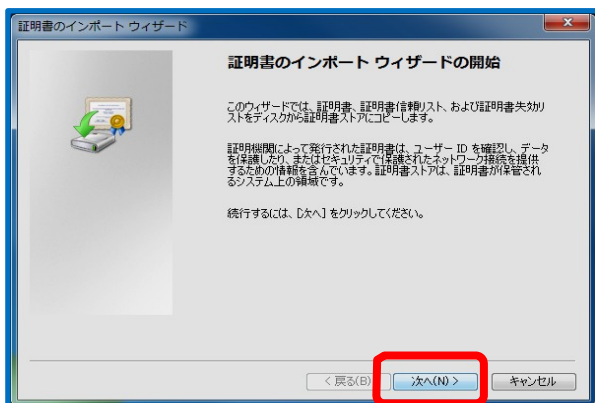 証明書のインポート ウィザード
証明書のインポート ウィザードの開始
このウィザードでは、証明書、証明書信頼リスト、および証明書失効リ
ストをディスクから証明書ストアにコピーします。
証明機関によって発行された証明書は、ユーザー ID を確認し、データ
を保護したり、またはセキュリティで保護されたネットワーク接続を提供
するための情報を含んでいます。証明書ストアは、証明書が保管され
るシステム上の領域です。
続行するには、[次へ] をクリックしてください。
< 戻る(B)
次へ(N) >
キャンセル